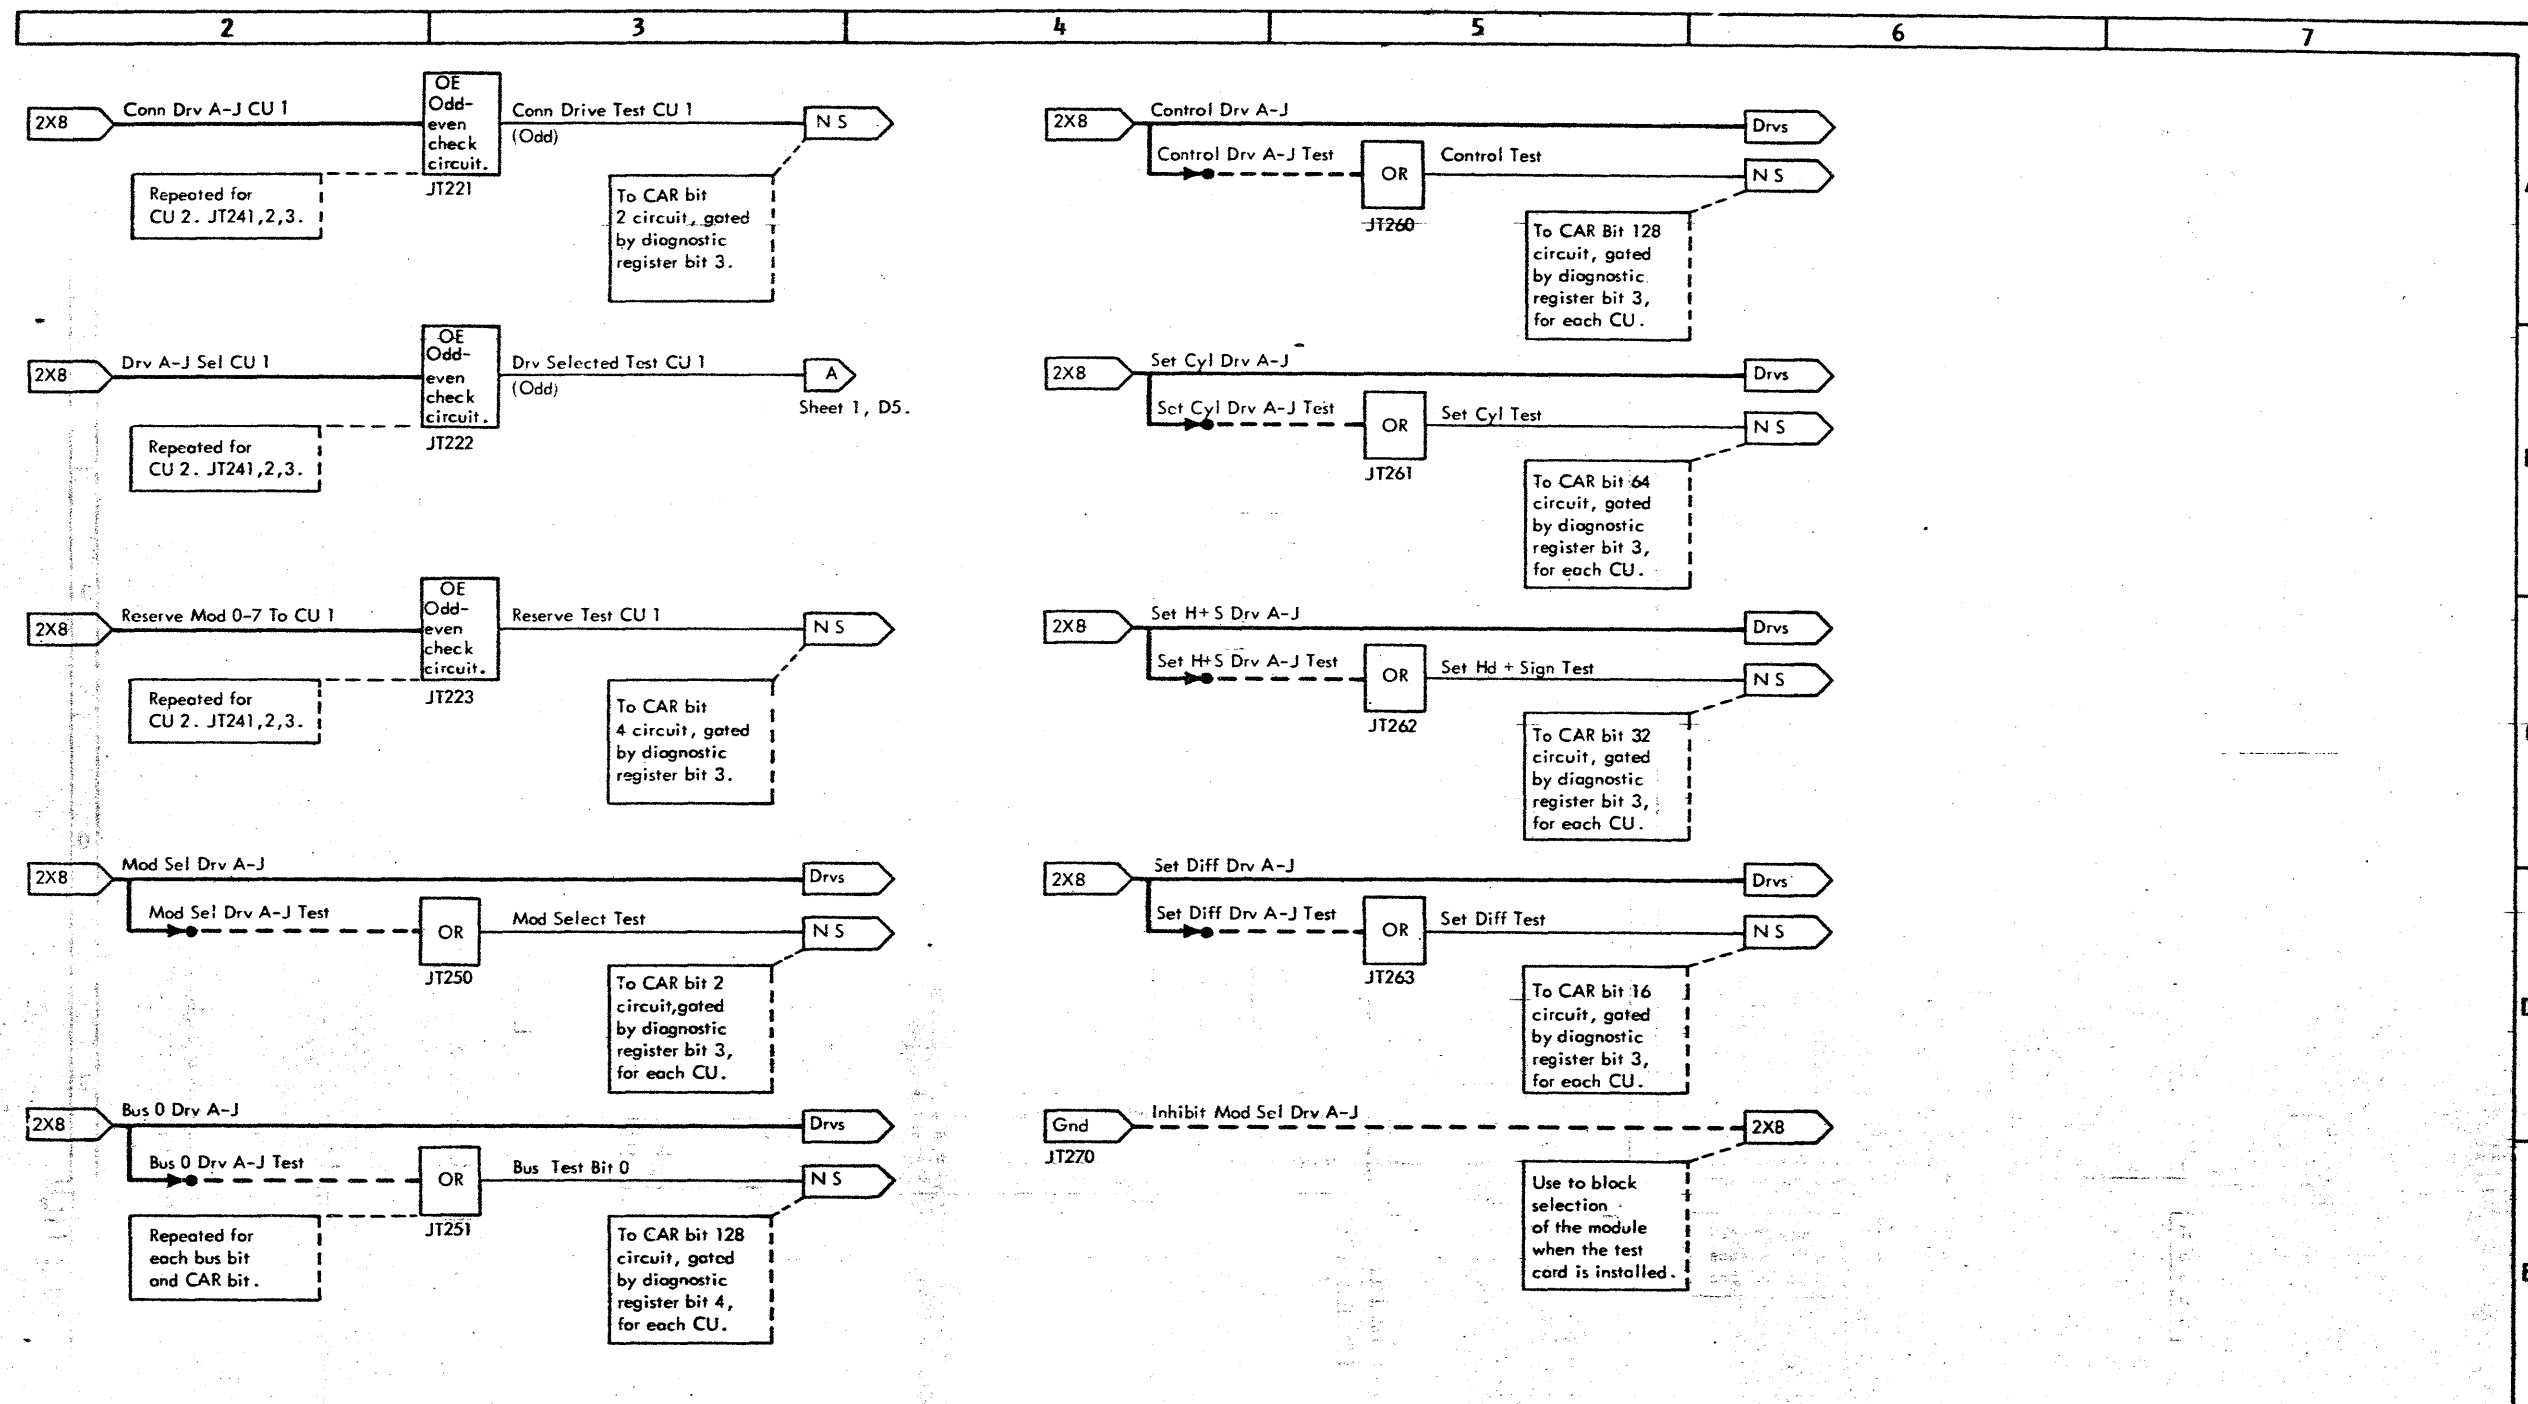 2 3 4 5 6 7
2X8
Conn Drv A-J CU 1
OE
Odd-
even
check
circuit.
JT221
Conn Drive Test CU 1
(Odd)
N S
Repeated for
CU 2. JT241,2,3.
To CAR bit
2 circuit, gated
by diagnostic
register bit 3.
2X8
Drv A-J Sel CU 1
OE
Odd-
even
check
circuit.
JT222
Drv Selected Test CU 1
(Odd)
A
Sheet 1, D5.
Repeated for
CU 2. JT241,2,3.
2X8
Reserve Mod 0-7 To CU 1
OE
Odd-
even
check
circuit.
JT223
Reserve Test CU 1
N S
Repeated for
CU 2. JT241,2,3.
To CAR bit
4 circuit, gated
by diagnostic
register bit 3.
2X8
Mod Sel Drv A-J
Drvs
Mod Sel Drv A-J Test
OR
JT250
Mod Select Test
N S
To CAR bit 2
circuit,gated
by diagnostic
register bit 3,
for each CU.
2X8
Bus 0 Drv A-J
Drvs
Bus 0 Drv A-J Test
OR
JT251
Bus Test Bit 0
N S
Repeated for
each bus bit
and CAR bit.
To CAR bit 128
circuit, gated
by diagnostic
register bit 4,
for each CU.
2X8
Control Drv A-J
Drvs
Control Drv A-J Test
OR
JT260
Control Test
N S
To CAR Bit 128
circuit, gated
by diagnostic
register bit 3,
for each CU.
2X8
Set Cyl Drv A-J
Drvs
Set Cyl Drv A-J Test
OR
JT261
Set Cyl Test
N S
To CAR bit 64
circuit, gated
by diagnostic
register bit 3,
for each CU.
2X8
Set H+S Drv A-J
Drvs
Set H+S Drv A-J Test
OR
JT262
Set Hd + Sign Test
N S
To CAR bit 32
circuit, gated
by diagnostic
register bit 3,
for each CU.
2X8
Set Diff Drv A-J
Drvs
Set Diff Drv A-J Test
OR
JT263
Set Diff Test
N S
To CAR bit 16
circuit, gated
by diagnostic
register bit 3,
for each CU.
Gnd
JT270
Inhibit Mod Sel Drv A-J
2X8
Use to block
selection
of the module
when the test
card is installed.